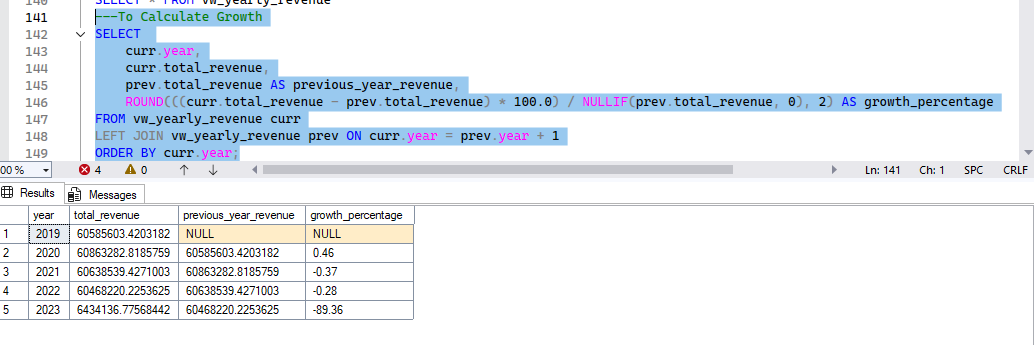 140 SELECT * FROM vw_yearly_revenue
141 ---To Calculate Growth
142 SELECT
143 curr.year,
144 curr.total_revenue,
145 prev.total_revenue AS previous_year_revenue,
146 ROUND(((curr.total_revenue - prev.total_revenue) * 100.0) / NULLIF(prev.total_revenue, 0), 2) AS growth_percentage
147 FROM vw_yearly_revenue curr
148 LEFT JOIN vw_yearly_revenue prev ON curr.year = prev.year + 1
149 ORDER BY curr.year;
00 % 4 0 Ln: 141 Ch: 1 SPC CRLF
Results Messages
year total_revenue previous_year_revenue growth_percentage
1 2019 60585603.4203182 NULL NULL
2 2020 60863282.8185759 60585603.4203182 0.46
3 2021 60638539.4271003 60863282.8185759 -0.37
4 2022 60468220.2253625 60638539.4271003 -0.28
5 2023 6434136.77568442 60468220.2253625 -89.36